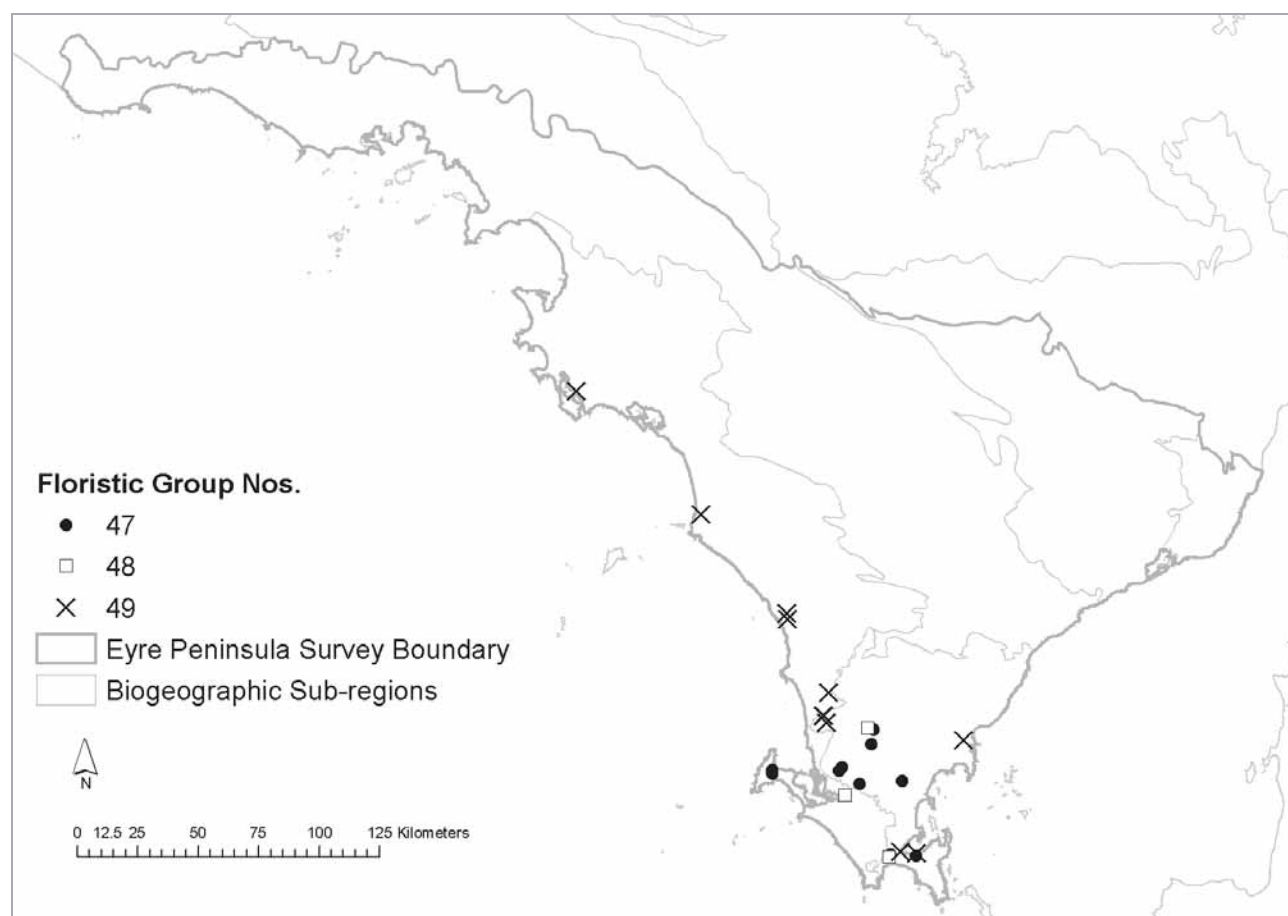 Floristic Group Nos.
47
48
49
Eyre Peninsula Survey Boundary
Biogeographic Sub-regions
N
0 12.5 25 50 75 100 125 Kilometers